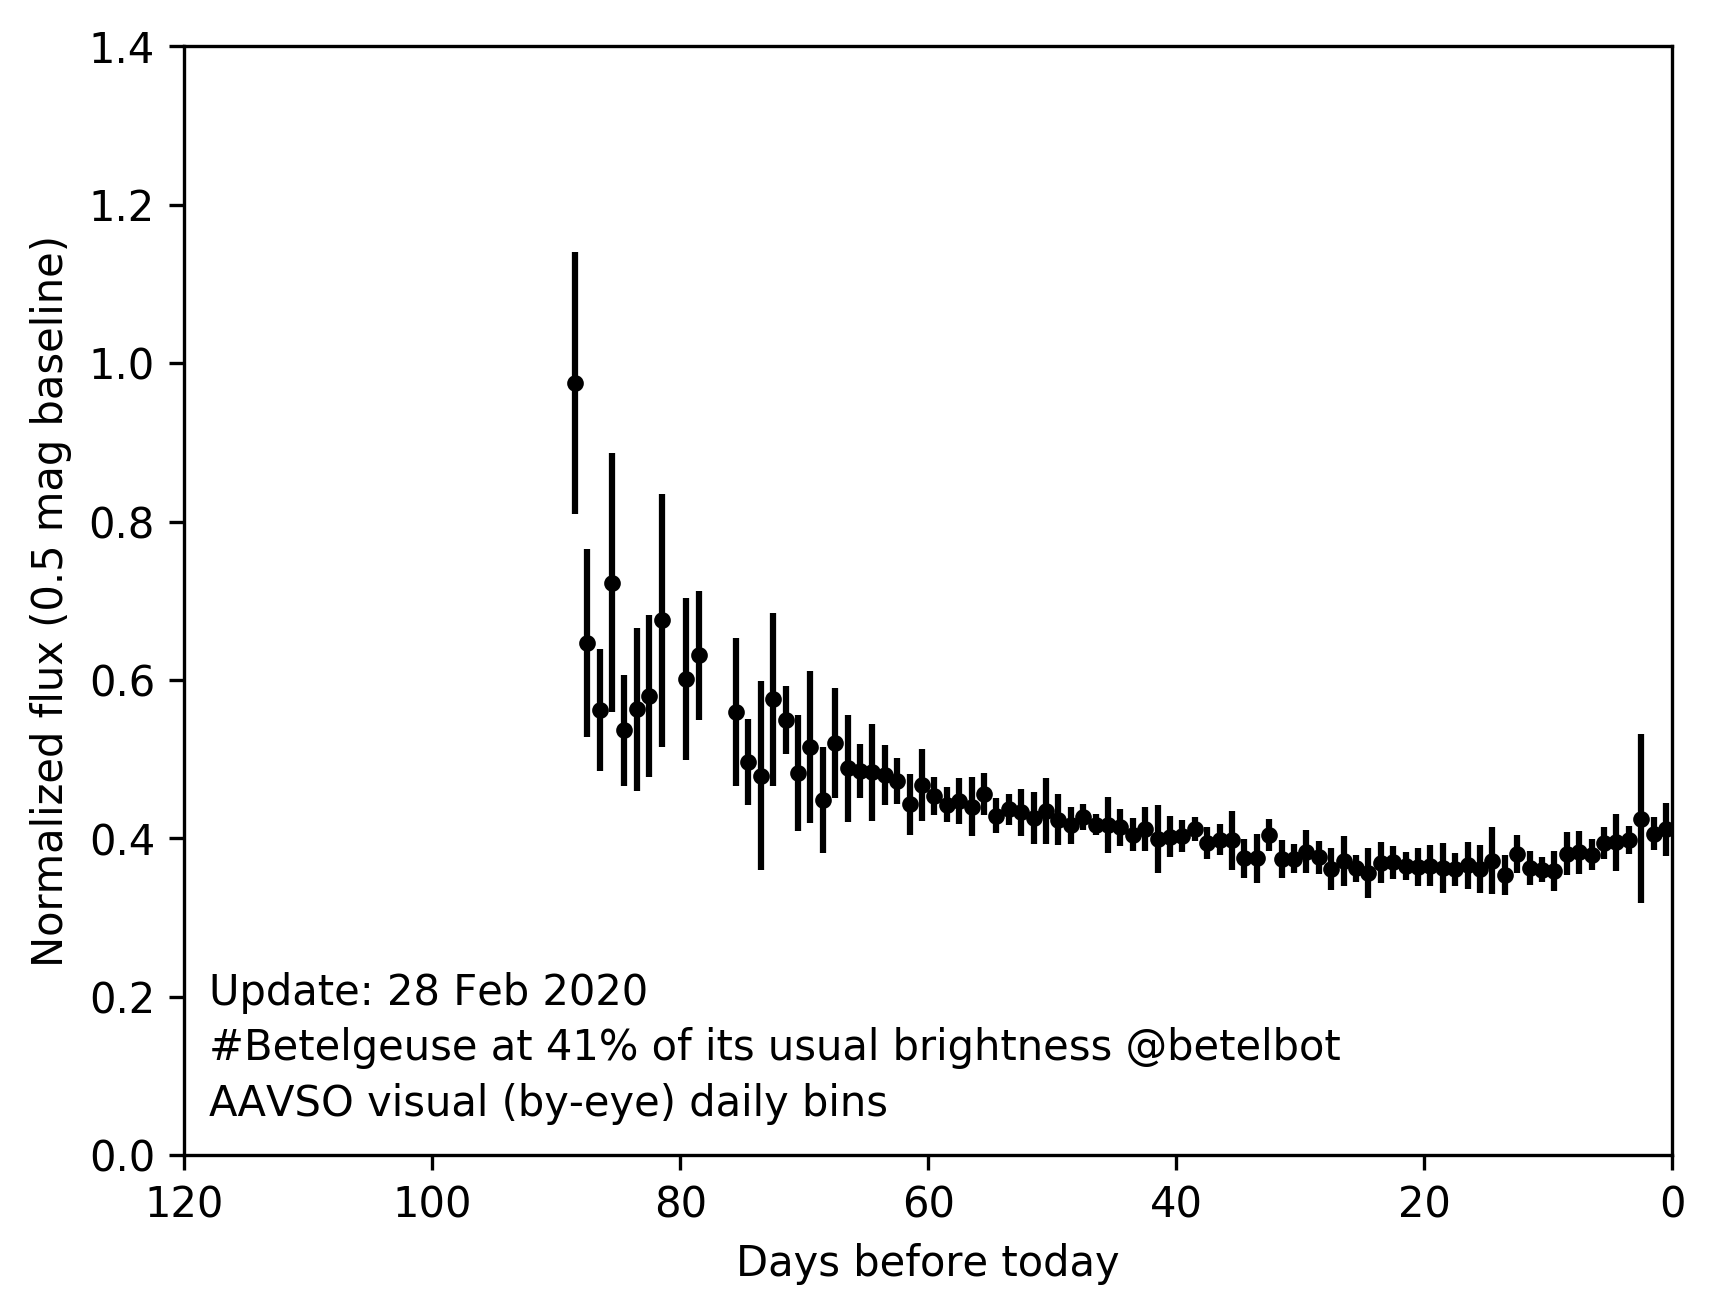 1.4
1.2
1.0
0.8
0.6
0.4
0.2
0.0
Normalized flux (0.5 mag baseline)
Update: 28 Feb 2020
#Betelgeuse at 41% of its usual brightness @betelbot
AAVSO visual (by-eye) daily bins
120 100 80 60 40 20 0
Days before today